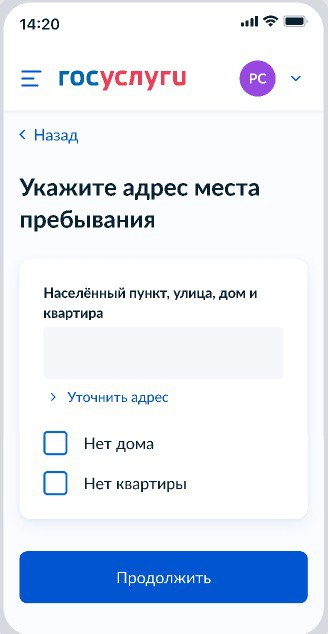 14:20
госуслуги
РС
Назад
Укажите адрес места
пребывания
Населённый пункт, улица, дом и
квартира
Уточнить адрес
Нет дома
Нет квартиры
Продолжить